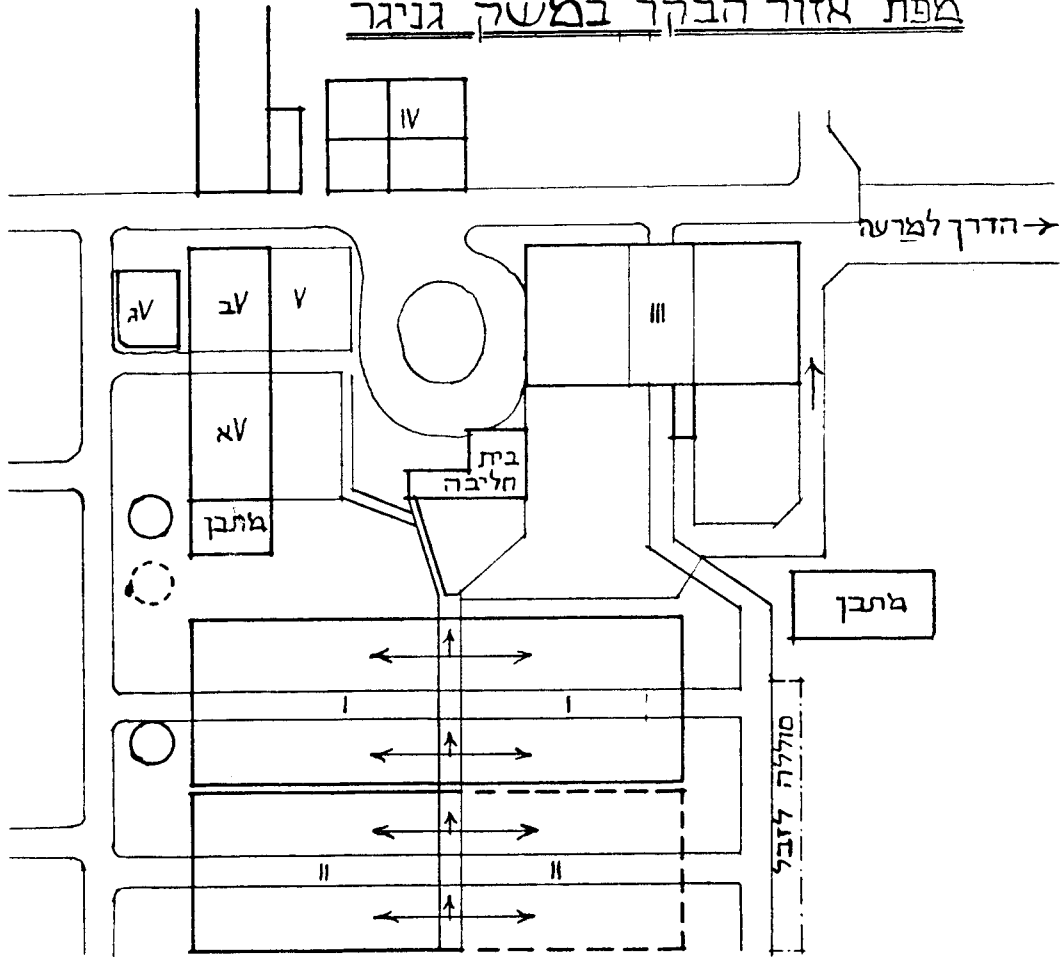 מפת אזור הבקר במשק גניגר
IV
הדרך למרעה
Vג
Vב
V
III
Vא
בית
חליבה
מתבן
מתבן
I
I
סוללה לזבל
II
II